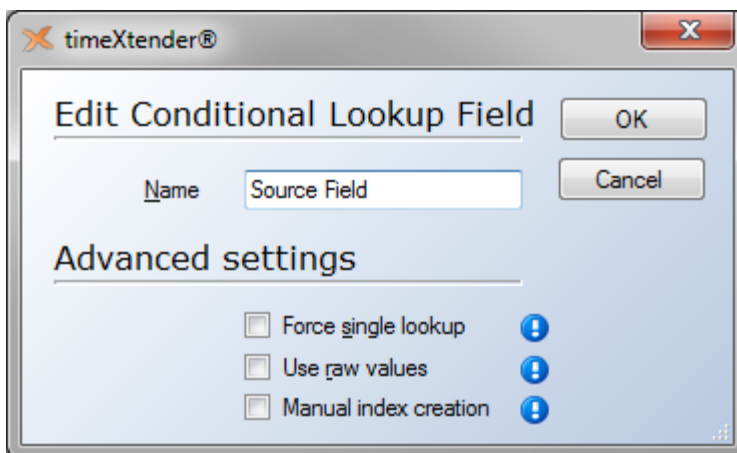 timeXtender®
Edit Conditional Lookup Field
OK
Name
Source Field
Cancel
Advanced settings
Force single lookup
Use raw values
Manual index creation